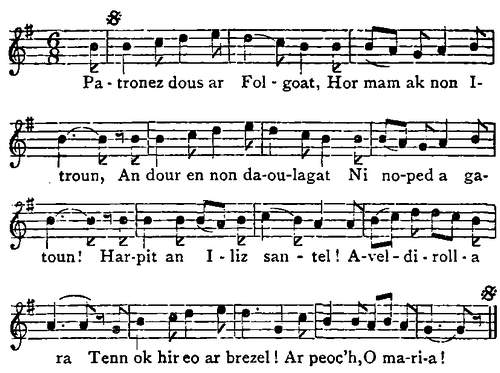 Pa-tronez dous ar Fol-goat, Hor mam ak non I-
troun, An dour en non da-ou-lagat Ni no-ped a ga-
toun! Har-pit an I-liz san-tel! A-vel-di-roll-a
ra Tenn ok hir eo ar brezel! Ar peoc'h, O ma-ri-a!